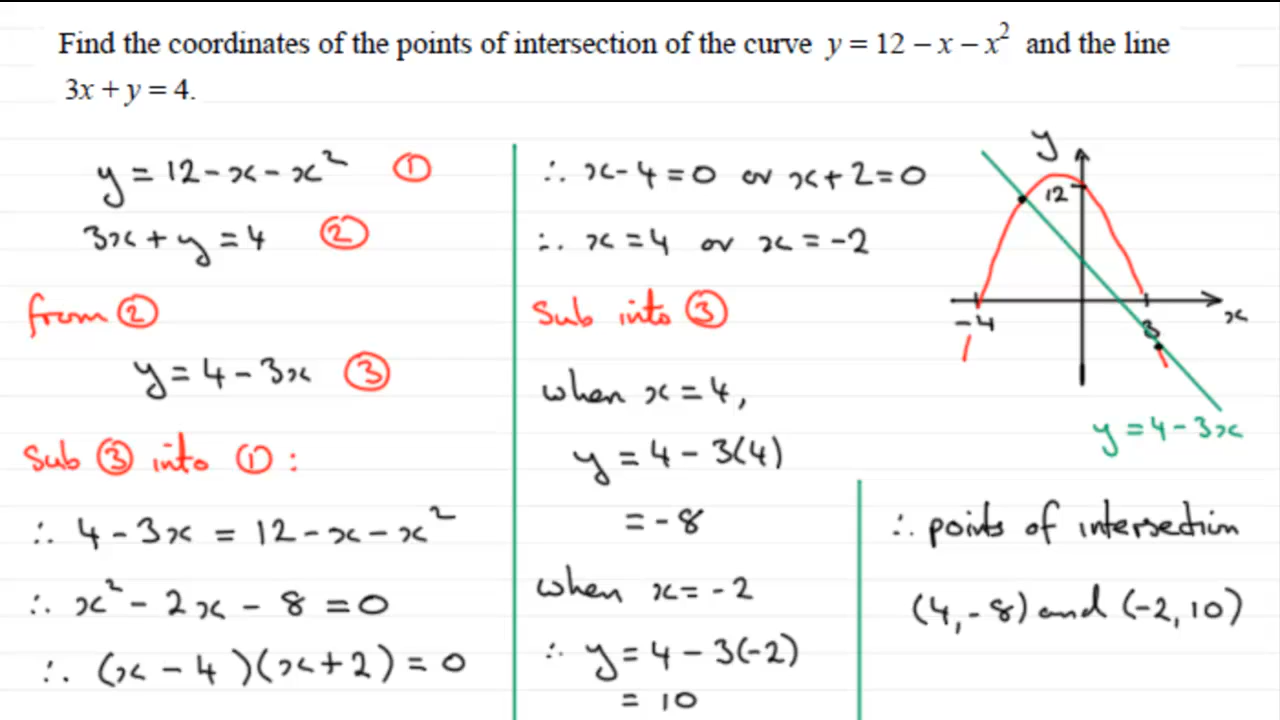 Find the coordinates of the points of intersection of the curve y = 12 − x − x² and the line
3x + y = 4.
y = 12 - x - x² ①
3x + y = 4 ②
from ②
y = 4 - 3x ③
Sub ③ into ① :
∴ 4 - 3x = 12 - x - x²
∴ x² - 2x - 8 = 0
∴ (x - 4)(x + 2) = 0
∴ x - 4 = 0 or x + 2 = 0
∴ x = 4 or x = -2
Sub into ③
when x = 4,
y = 4 - 3(4)
= -8
when x = -2
∴ y = 4 - 3(-2)
= 10
y
12
-4
3
x
y = 4 - 3x
∴ points of intersection
(4, -8) and (-2, 10)